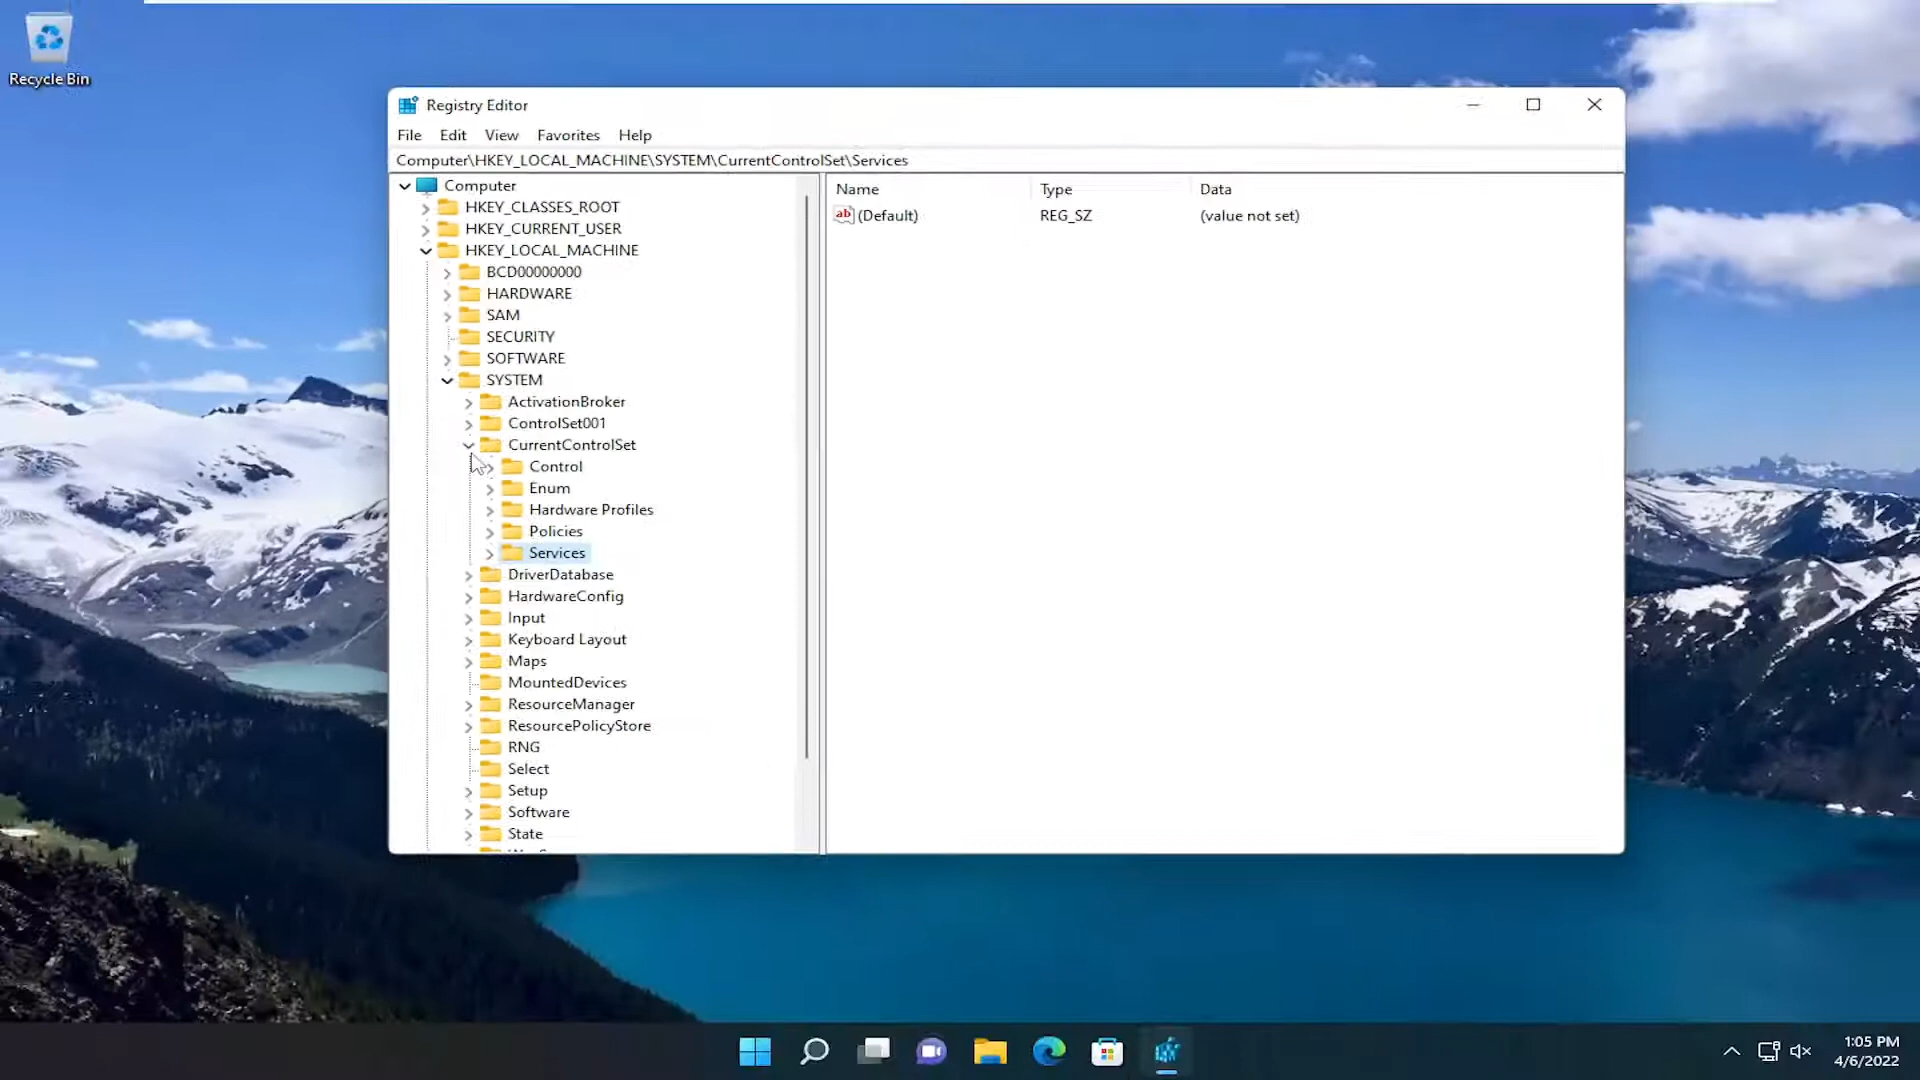 Recycle Bin
Registry Editor
File Edit View Favorites Help
Computer\HKEY_LOCAL_MACHINE\SYSTEM\CurrentControlSet\Services
Computer
HKEY_CLASSES_ROOT
HKEY_CURRENT_USER
HKEY_LOCAL_MACHINE
BCD00000000
HARDWARE
SAM
SECURITY
SOFTWARE
SYSTEM
ActivationBroker
ControlSet001
CurrentControlSet
Control
Enum
Hardware Profiles
Policies
Services
DriverDatabase
HardwareConfig
Input
Keyboard Layout
Maps
MountedDevices
ResourceManager
ResourcePolicyStore
RNG
Select
Setup
Software
State
Name Type Data
ab (Default) REG_SZ (value not set)
1:05 PM
4/6/2022